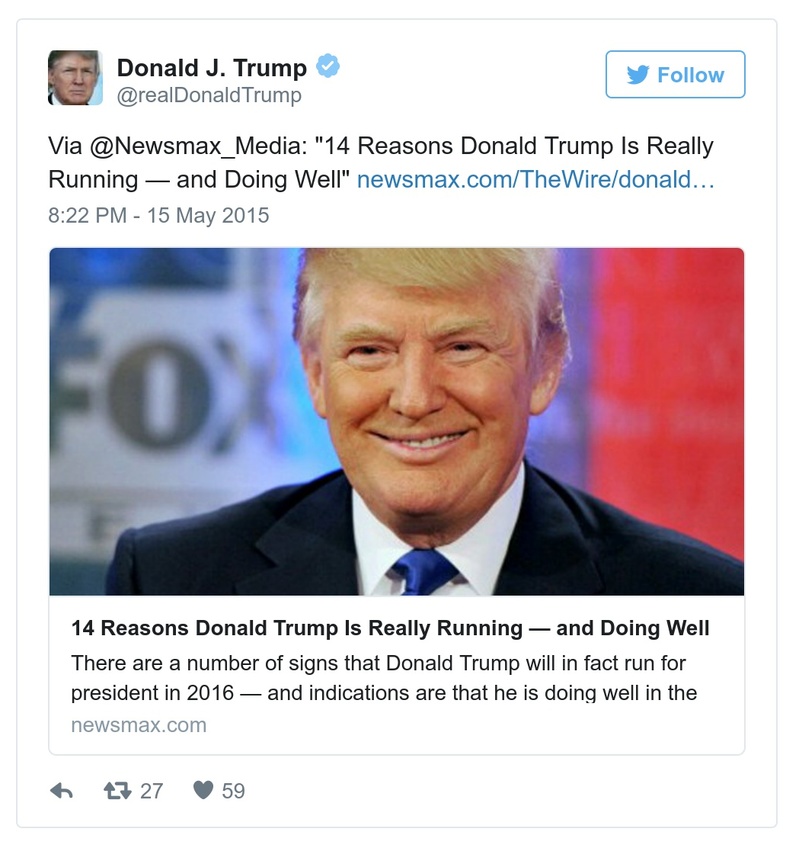 Donald J. Trump
Follow
@realDonaldTrump
Via @Newsmax_Media: "14 Reasons Donald Trump Is Really
Running — and Doing Well" newsmax.com/TheWire/donald…
8:22 PM - 15 May 2015
FOX
14 Reasons Donald Trump Is Really Running — and Doing Well
There are a number of signs that Donald Trump will in fact run for
president in 2016 — and indications are that he is doing well in the
newsmax.com
27 59